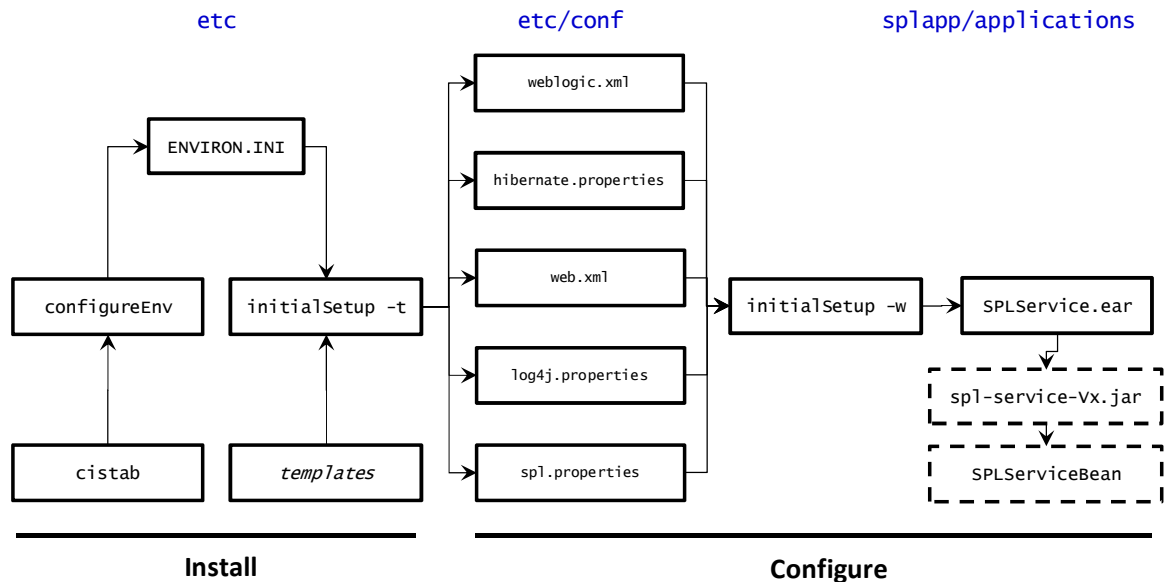 etc
etc/conf
splapp/applications
weblogic.xml
ENVIRON.INI
hibernate.properties
configureEnv
initialSetup -t
web.xml
initialSetup -w
SPLService.ear
log4j.properties
spl-service-Vx.jar
cistab
templates
spl.properties
SPLServiceBean
Install
Configure